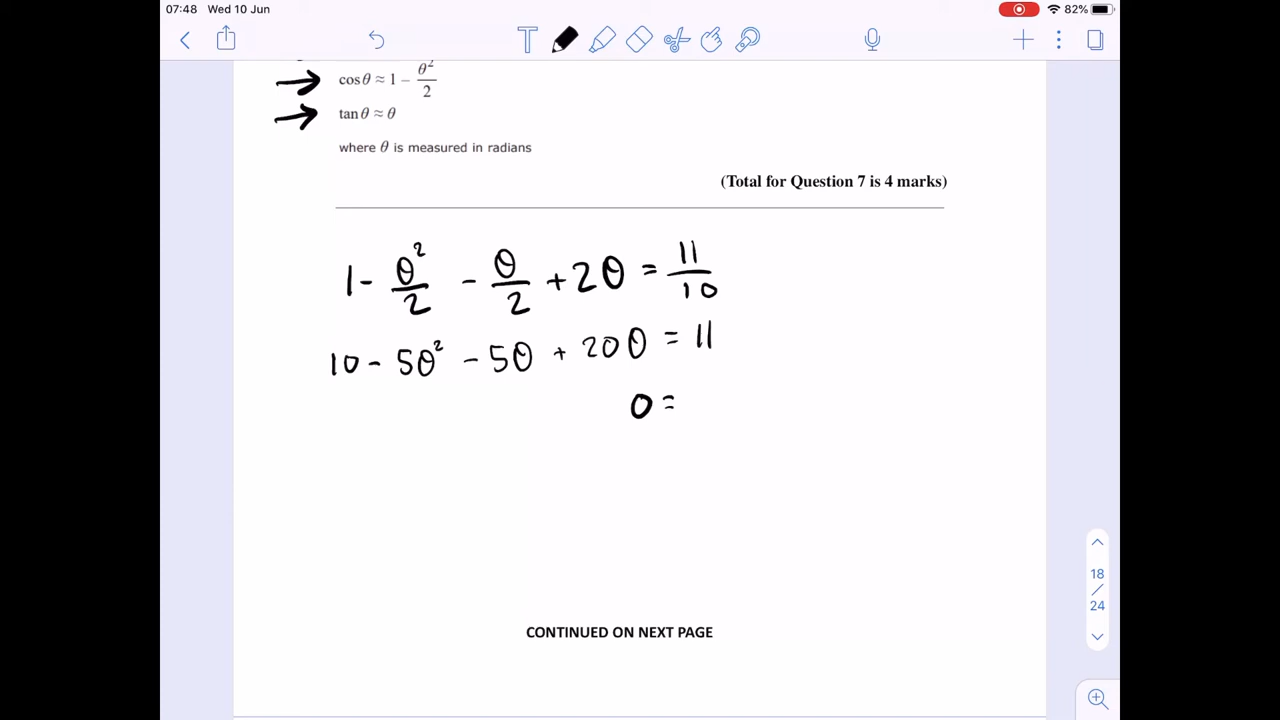 07:48 Wed 10 Jun 82%
T
cos θ ≈ 1 − θ²/2
tan θ ≈ θ
where θ is measured in radians
(Total for Question 7 is 4 marks)
1 - θ²/2 - θ/2 + 2θ = 11/10
10 - 5θ² - 5θ + 20θ = 11
0 =
18
/
24
CONTINUED ON NEXT PAGE